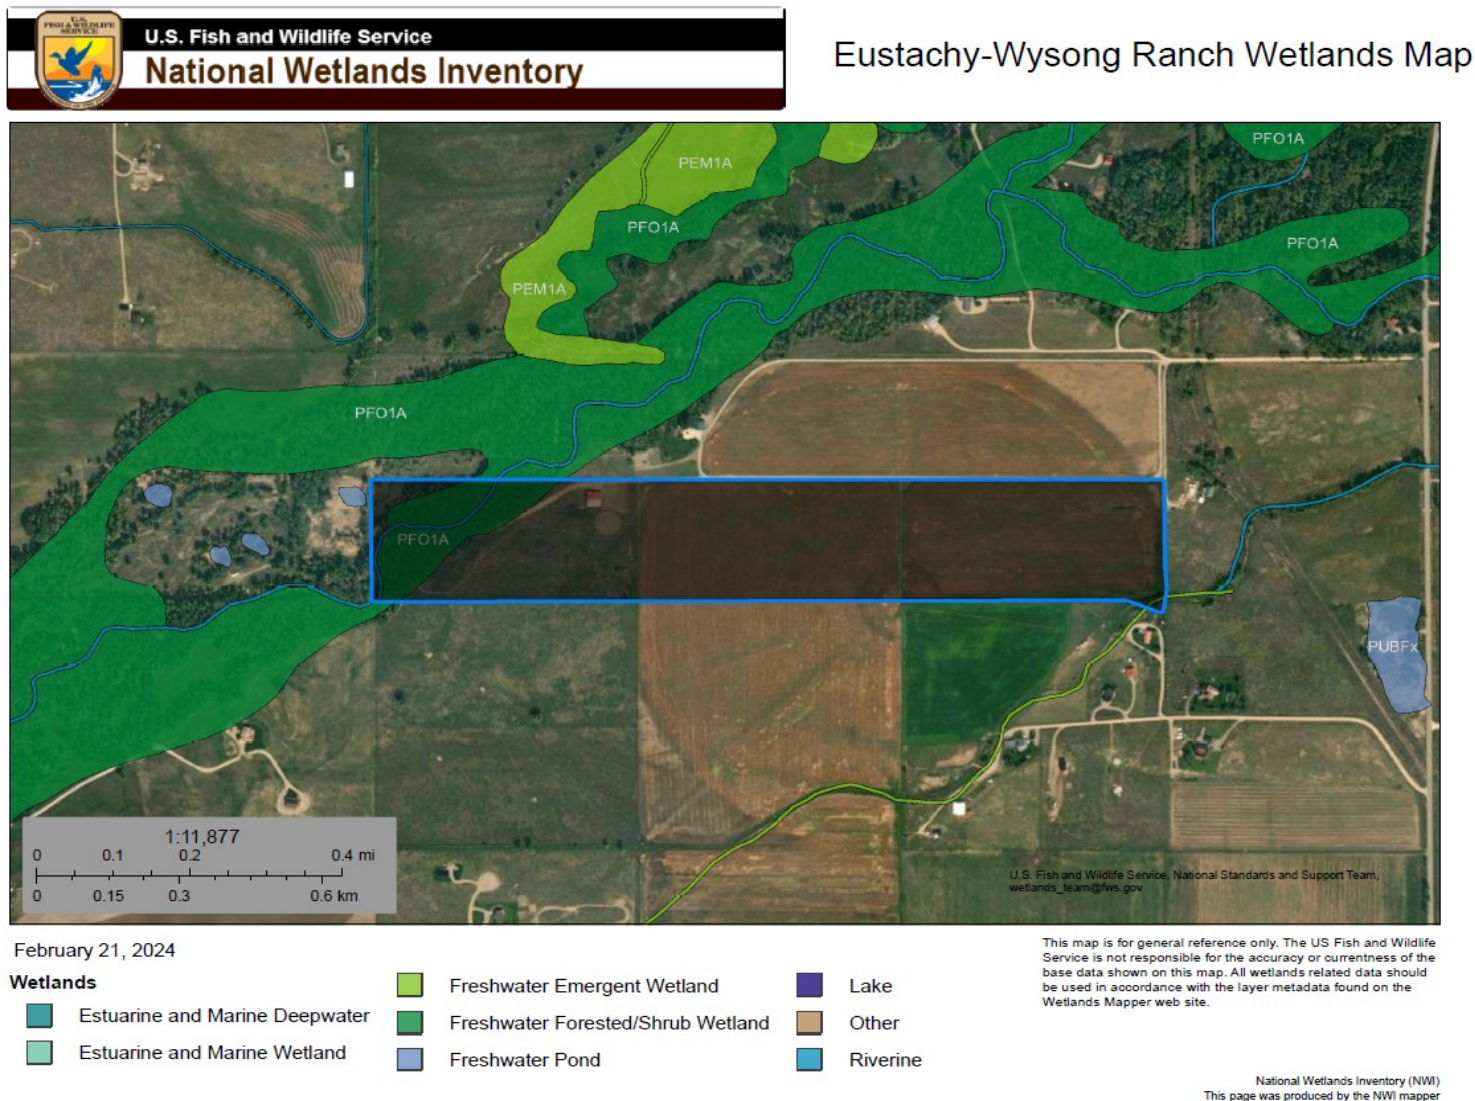 U.S.
FISH & WILDLIFE
SERVICE
U.S. Fish and Wildlife Service
National Wetlands Inventory
Eustachy-Wysong Ranch Wetlands Map
PFO1A
PEM1A
PFO1A
PFO1A
PEM1A
PFO1A
PFO1A
PUBFx
1:11,877
0 0.1 0.2 0.4 mi
0 0.15 0.3 0.6 km
U.S. Fish and Wildlife Service, National Standards and Support Team,
wetlands_team@fws.gov
February 21, 2024
Wetlands
Estuarine and Marine Deepwater
Estuarine and Marine Wetland
Freshwater Emergent Wetland
Freshwater Forested/Shrub Wetland
Freshwater Pond
Lake
Other
Riverine
This map is for general reference only. The US Fish and Wildlife
Service is not responsible for the accuracy or currentness of the
base data shown on this map. All wetlands related data should
be used in accordance with the layer metadata found on the
Wetlands Mapper web site.
National Wetlands Inventory (NWI)
This page was produced by the NWI mapper